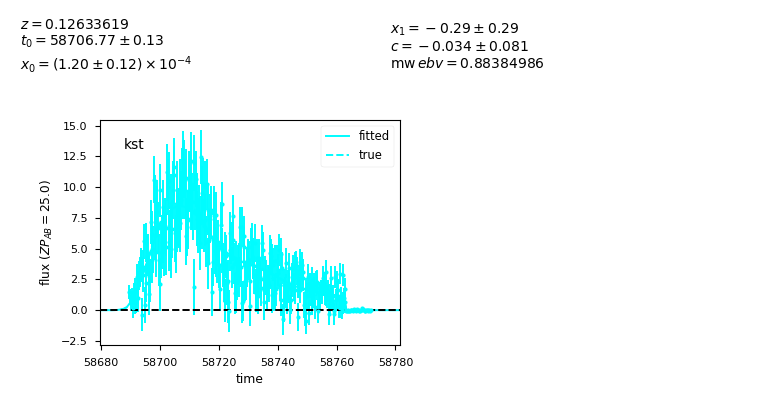 z = 0.12633619
t₀ = 58706.77 ± 0.13
x₀ = (1.20 ± 0.12) × 10⁻⁴
x₁ = −0.29 ± 0.29
c = −0.034 ± 0.081
mw ebv = 0.88384986
15.0
12.5
10.0
7.5
5.0
2.5
0.0
−2.5
flux (ZP_AB = 25.0)
kst
fitted
true
58680 58700 58720 58740 58760 58780
time